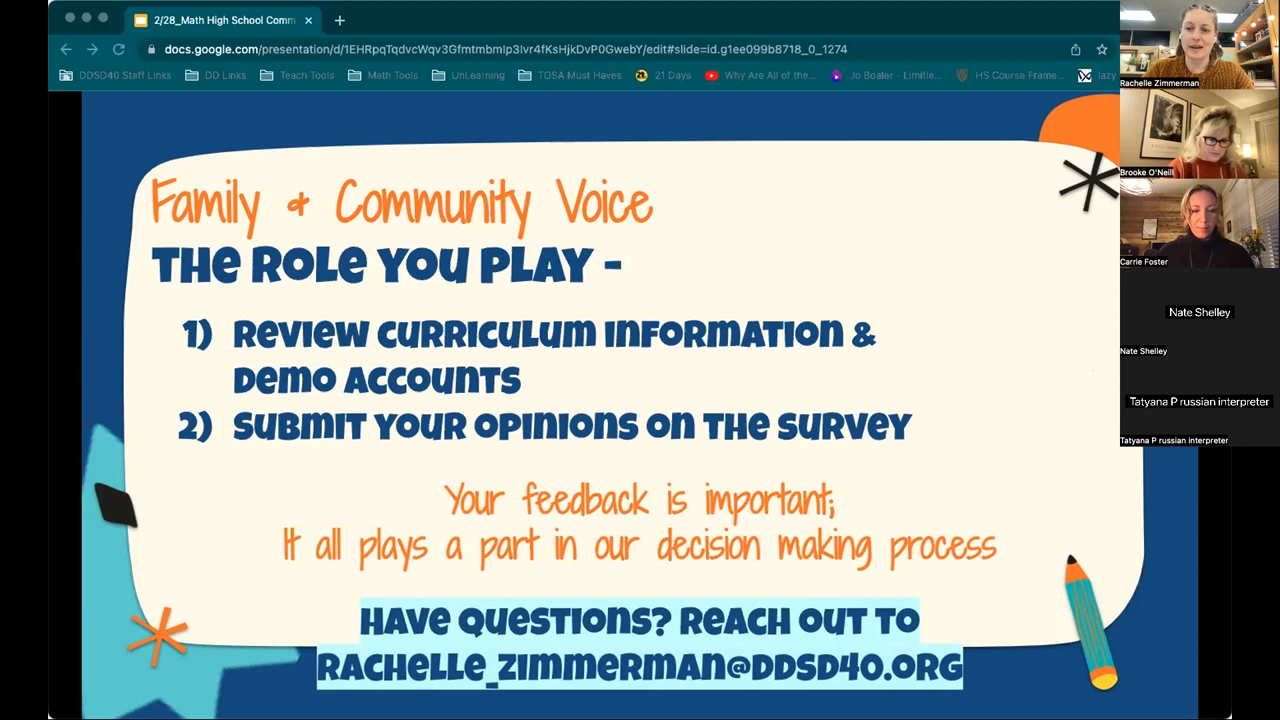 2/28_Math High School Comm
docs.google.com/presentation/d/1EHRpqTqdvcWqv3Gfmtmbmlp3lvr4fKsHjkDvP0GwebY/edit#slide=id.g1ee099b8718_0_1274
DDSD40 Staff Links DD Links Teach Tools Math Tools UnLearning TOSA Must Haves 21 Days Why Are All of the... Jo Boaler - Limitle... HS Course Frame... lazy
Family & Community Voice
THE ROLE YOU PLAY -
1) REVIEW CURRICULUM INFORMATION &
DEMO ACCOUNTS
2) SUBMIT YOUR OPINIONS ON THE SURVEY
Your feedback is important;
It all plays a part in our decision making process
HAVE QUESTIONS? REACH OUT TO
RACHELLE_ZIMMERMAN@DDSD40.ORG
Rachelle Zimmerman
Brooke O'Neill
Carrie Foster
Nate Shelley
Nate Shelley
Tatyana P russian interpreter
Tatyana P russian interpreter